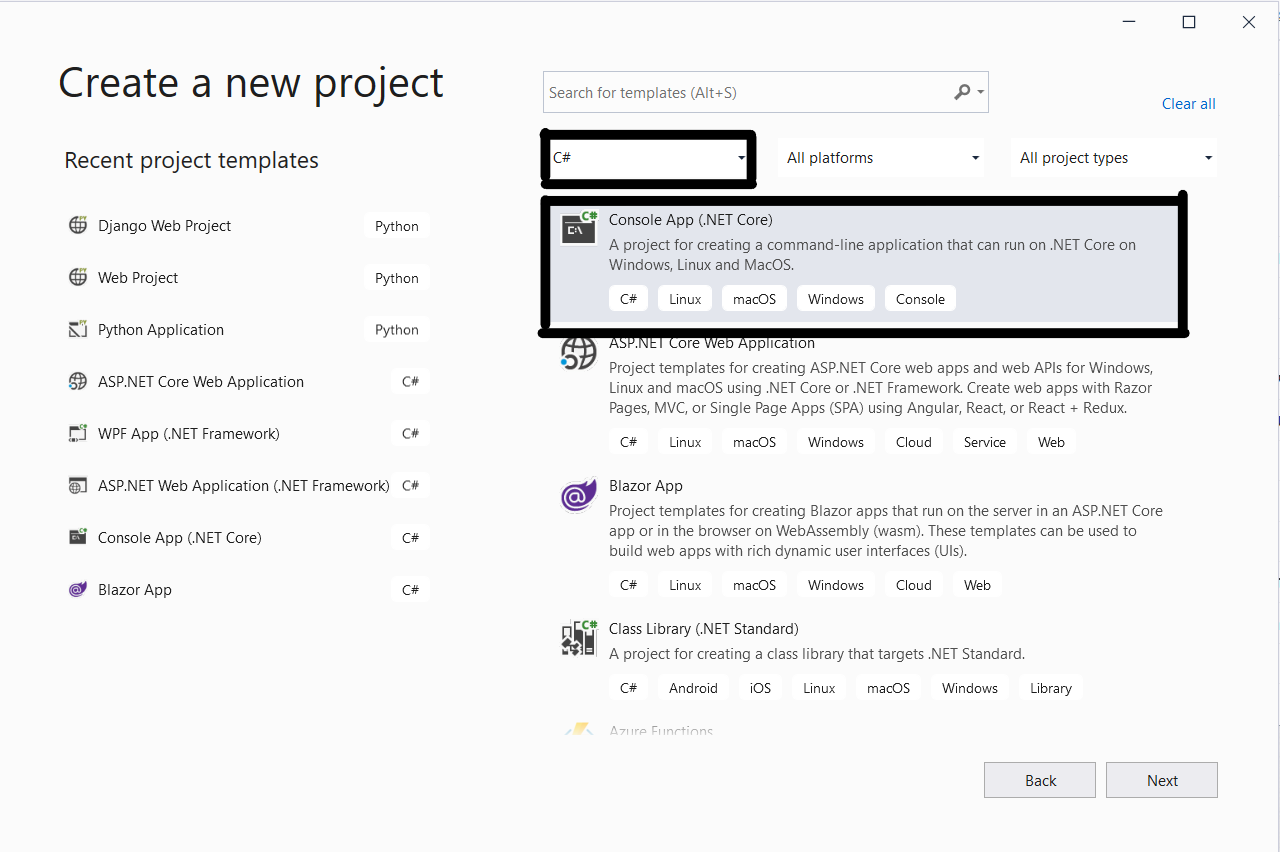 Create a new project
Search for templates (Alt+S)
Clear all
Recent project templates
C#
All platforms
All project types
Django Web Project
Python
Web Project
Python
Python Application
Python
ASP.NET Core Web Application
C#
WPF App (.NET Framework)
C#
ASP.NET Web Application (.NET Framework)
C#
Console App (.NET Core)
C#
Blazor App
C#
Console App (.NET Core)
A project for creating a command-line application that can run on .NET Core on
Windows, Linux and MacOS.
C# Linux macOS Windows Console
ASP.NET Core Web Application
Project templates for creating ASP.NET Core web apps and web APIs for Windows,
Linux and macOS using .NET Core or .NET Framework. Create web apps with Razor
Pages, MVC, or Single Page Apps (SPA) using Angular, React, or React + Redux.
C# Linux macOS Windows Cloud Service Web
Blazor App
Project templates for creating Blazor apps that run on the server in an ASP.NET Core
app or in the browser on WebAssembly (wasm). These templates can be used to
build web apps with rich dynamic user interfaces (UIs).
C# Linux macOS Windows Cloud Web
Class Library (.NET Standard)
A project for creating a class library that targets .NET Standard.
C# Android iOS Linux macOS Windows Library
Azure Functions
Back
Next